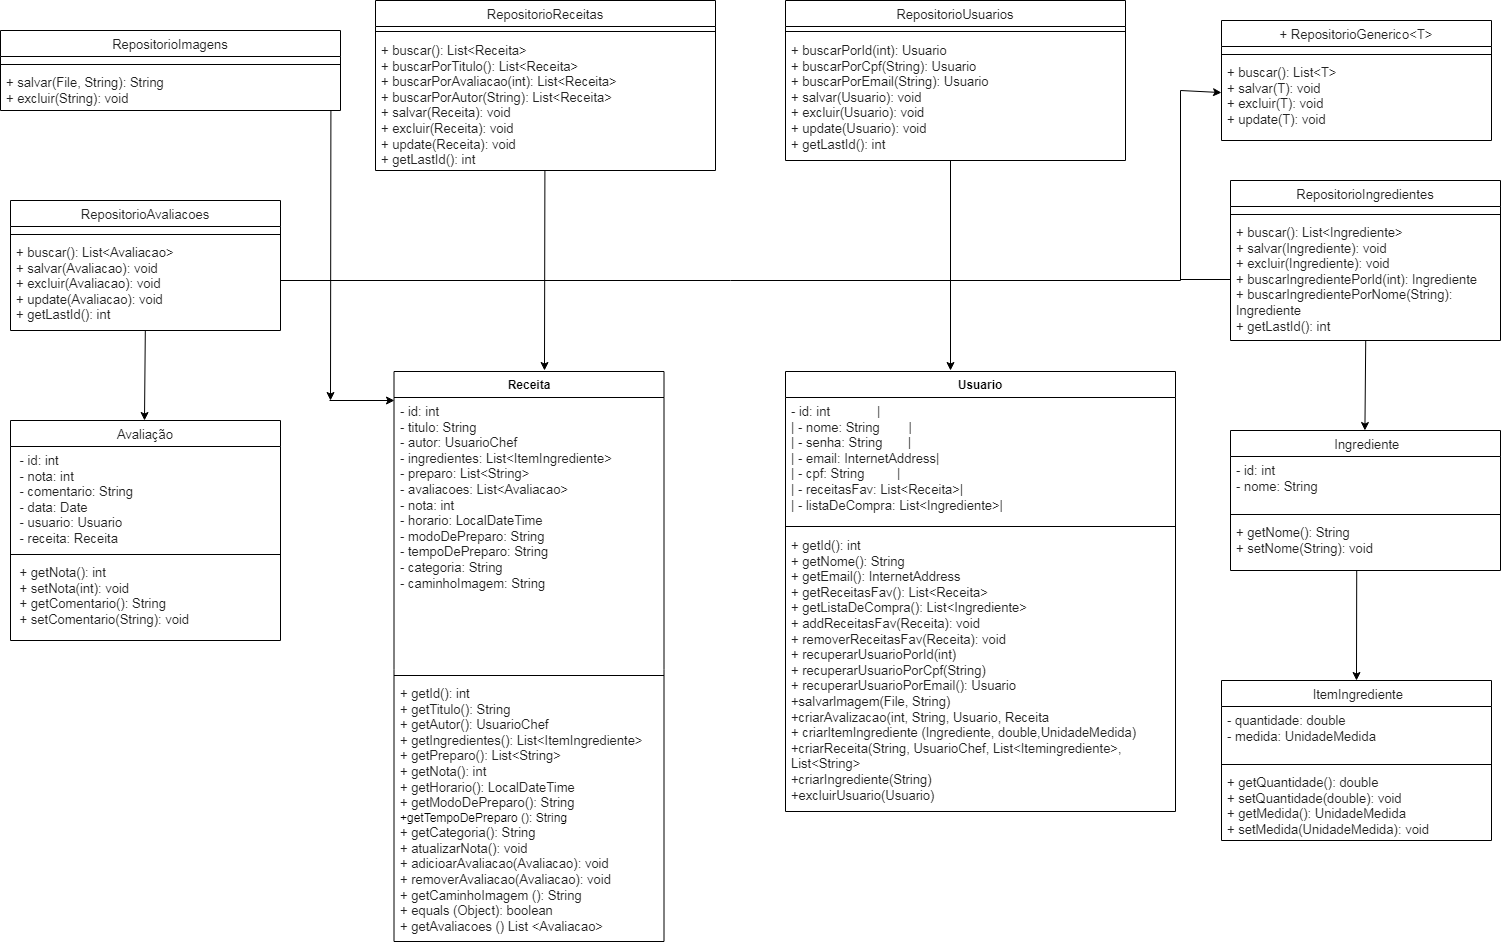 RepositorioImagens
+ salvar(File, String): String
+ excluir(String): void
RepositorioReceitas
+ buscar(): List<Receita>
+ buscarPorTitulo(): List<Receita>
+ buscarPorAvaliacao(int): List<Receita>
+ buscarPorAutor(String): List<Receita>
+ salvar(Receita): void
+ excluir(Receita): void
+ update(Receita): void
+ getLastId(): int
RepositorioUsuarios
+ buscarPorId(int): Usuario
+ buscarPorCpf(String): Usuario
+ buscarPorEmail(String): Usuario
+ salvar(Usuario): void
+ excluir(Usuario): void
+ update(Usuario): void
+ getLastId(): int
+ RepositorioGenerico<T>
+ buscar(): List<T>
+ salvar(T): void
+ excluir(T): void
+ update(T): void
RepositorioAvaliacoes
+ buscar(): List<Avaliacao>
+ salvar(Avaliacao): void
+ excluir(Avaliacao): void
+ update(Avaliacao): void
+ getLastId(): int
RepositorioIngredientes
+ buscar(): List<Ingrediente>
+ salvar(Ingrediente): void
+ excluir(Ingrediente): void
+ buscarIngredientePorId(int): Ingrediente
+ buscarIngredientePorNome(String):
Ingrediente
+ getLastId(): int
Avaliação
- id: int
- nota: int
- comentario: String
- data: Date
- usuario: Usuario
- receita: Receita
+ getNota(): int
+ setNota(int): void
+ getComentario(): String
+ setComentario(String): void
Receita
- id: int
- titulo: String
- autor: UsuarioChef
- ingredientes: List<ItemIngrediente>
- preparo: List<String>
- avaliacoes: List<Avaliacao>
- nota: int
- horario: LocalDateTime
- modoDePreparo: String
- tempoDePreparo: String
- categoria: String
- caminhoImagem: String
+ getId(): int
+ getTitulo(): String
+ getAutor(): UsuarioChef
+ getIngredientes(): List<ItemIngrediente>
+ getPreparo(): List<String>
+ getNota(): int
+ getHorario(): LocalDateTime
+ getModoDePreparo(): String
+getTempoDePreparo (): String
+ getCategoria(): String
+ atualizarNota(): void
+ adicioarAvaliacao(Avaliacao): void
+ removerAvaliacao(Avaliacao): void
+ getCaminhoImagem (): String
+ equals (Object): boolean
+ getAvaliacoes () List <Avaliacao>
Usuario
- id: int |
| - nome: String |
| - senha: String |
| - email: InternetAddress|
| - cpf: String |
| - receitasFav: List<Receita>|
| - listaDeCompra: List<Ingrediente>|
+ getId(): int
+ getNome(): String
+ getEmail(): InternetAddress
+ getReceitasFav(): List<Receita>
+ getListaDeCompra(): List<Ingrediente>
+ addReceitasFav(Receita): void
+ removerReceitasFav(Receita): void
+ recuperarUsuarioPorId(int)
+ recuperarUsuarioPorCpf(String)
+ recuperarUsuarioPorEmail(): Usuario
+salvarImagem(File, String)
+criarAvalizacao(int, String, Usuario, Receita
+ criarItemIngrediente (Ingrediente, double,UnidadeMedida)
+criarReceita(String, UsuarioChef, List<Itemingrediente>,
List<String>
+criarIngrediente(String)
+excluirUsuario(Usuario)
Ingrediente
- id: int
- nome: String
+ getNome(): String
+ setNome(String): void
ItemIngrediente
- quantidade: double
- medida: UnidadeMedida
+ getQuantidade(): double
+ setQuantidade(double): void
+ getMedida(): UnidadeMedida
+ setMedida(UnidadeMedida): void